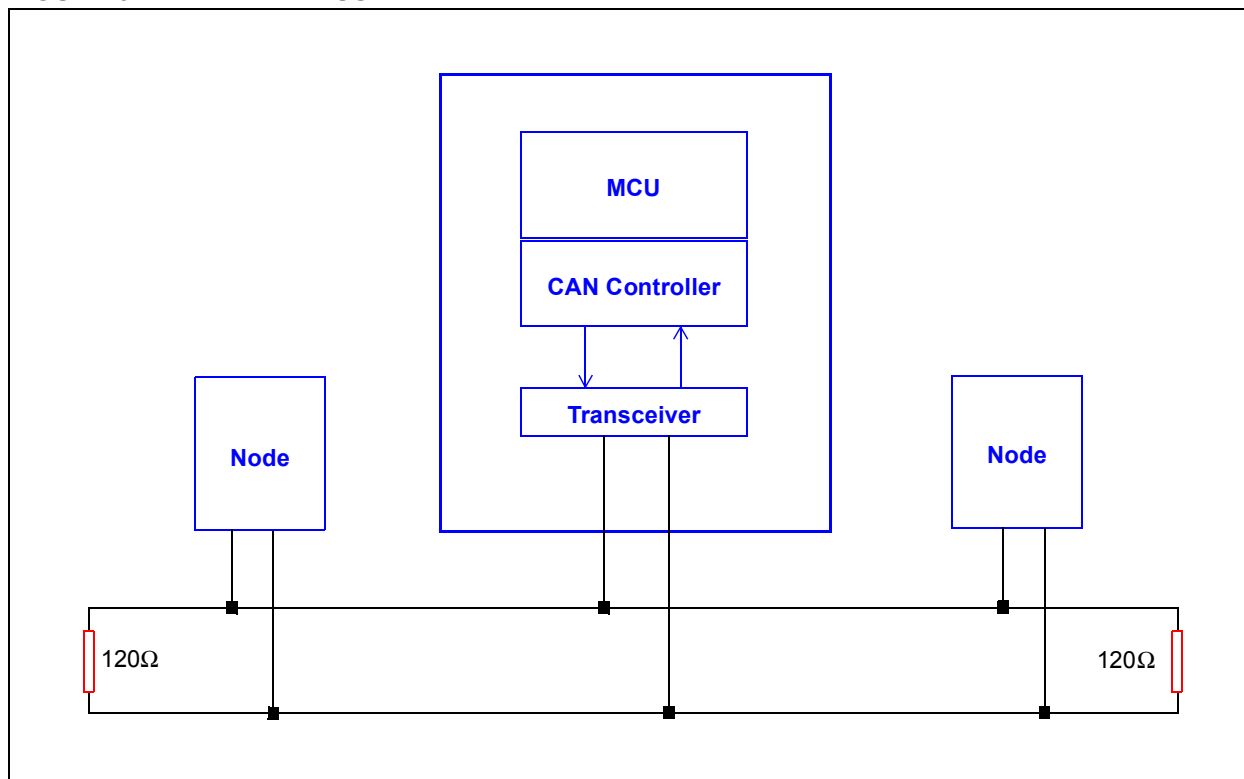 MCU
CAN Controller
Transceiver
Node
Node
120Ω
120Ω